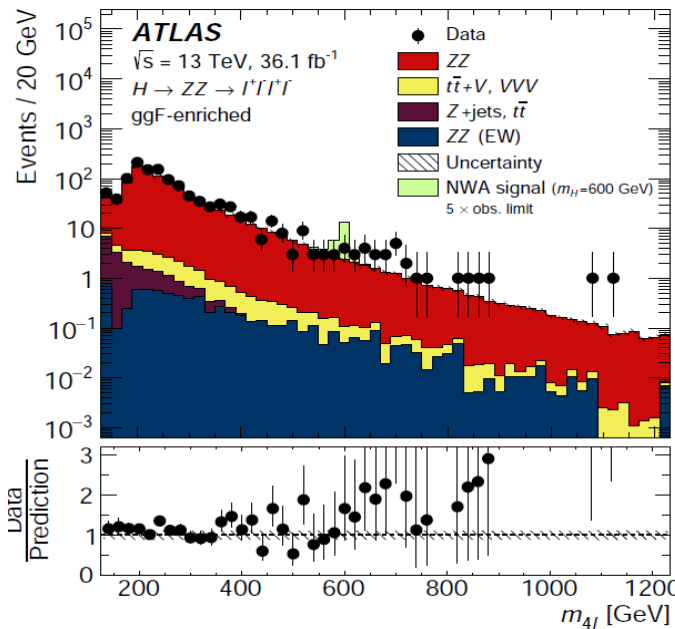 ATLAS
√s = 13 TeV, 36.1 fb⁻¹
H → ZZ → l⁺l⁻l⁺l⁻
ggF-enriched
Data
ZZ
tt̄+V, VVV
Z+jets, tt̄
ZZ (EW)
Uncertainty
NWA signal (m_H=600 GeV)
5 × obs. limit
Events / 20 GeV
10⁵
10⁴
10³
10²
10
1
10⁻¹
10⁻²
10⁻³
Data
Prediction
3
2
1
0
200 400 600 800 1000 1200
m₄l [GeV]